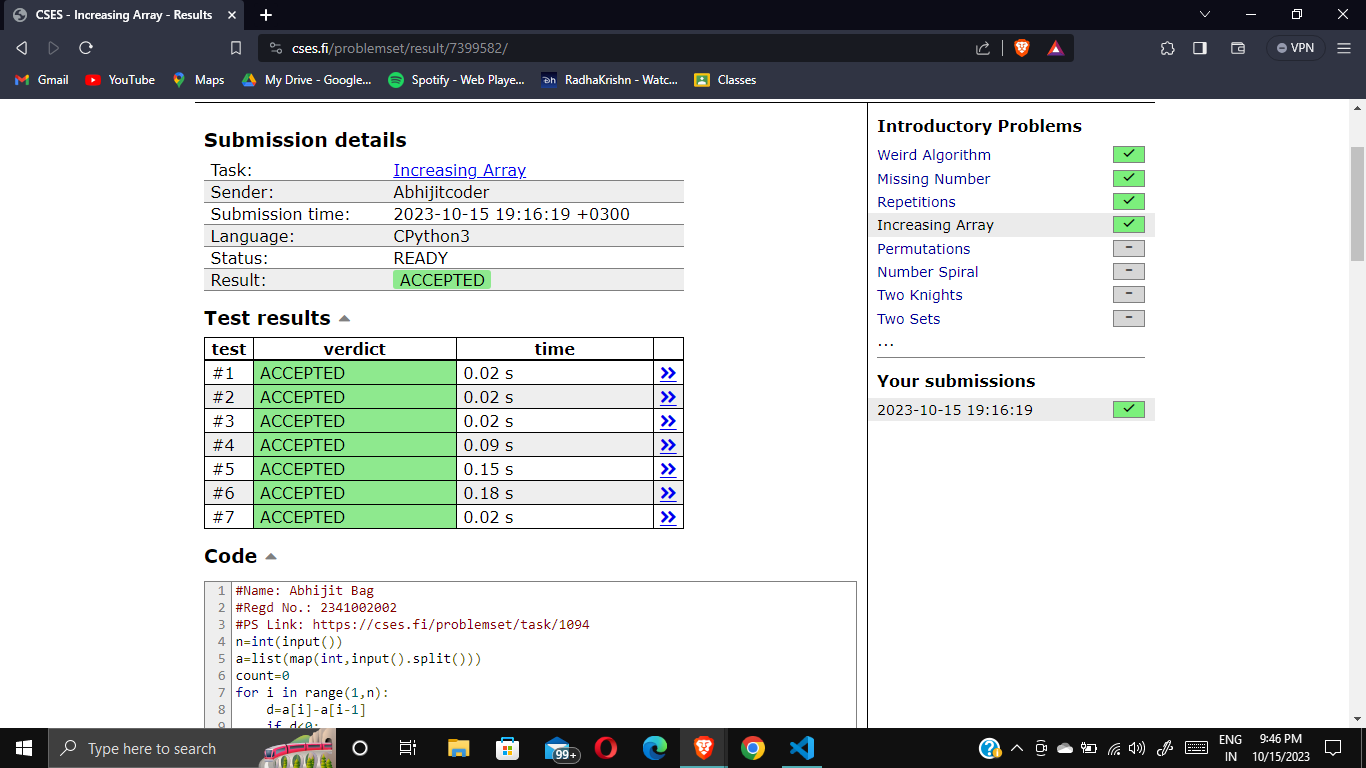 CSES - Increasing Array - Results
cses.fi/problemset/result/7399582/
VPN
Gmail
YouTube
Maps
My Drive - Google...
Spotify - Web Playe...
RadhaKrishn - Watc...
Classes
Submission details
Task: Increasing Array
Sender: Abhijitcoder
Submission time: 2023-10-15 19:16:19 +0300
Language: CPython3
Status: READY
Result: ACCEPTED
Test results
test verdict time
#1 ACCEPTED 0.02 s
#2 ACCEPTED 0.02 s
#3 ACCEPTED 0.02 s
#4 ACCEPTED 0.09 s
#5 ACCEPTED 0.15 s
#6 ACCEPTED 0.18 s
#7 ACCEPTED 0.02 s
Code
1 #Name: Abhijit Bag
2 #Regd No.: 2341002002
3 #PS Link: https://cses.fi/problemset/task/1094
4 n=int(input())
5 a=list(map(int,input().split()))
6 count=0
7 for i in range(1,n):
8 d=a[i]-a[i-1]
9 if d<0:
Introductory Problems
Weird Algorithm
Missing Number
Repetitions
Increasing Array
Permutations
Number Spiral
Two Knights
Two Sets
...
Your submissions
2023-10-15 19:16:19
Type here to search
99+
ENG
IN
9:46 PM
10/15/2023